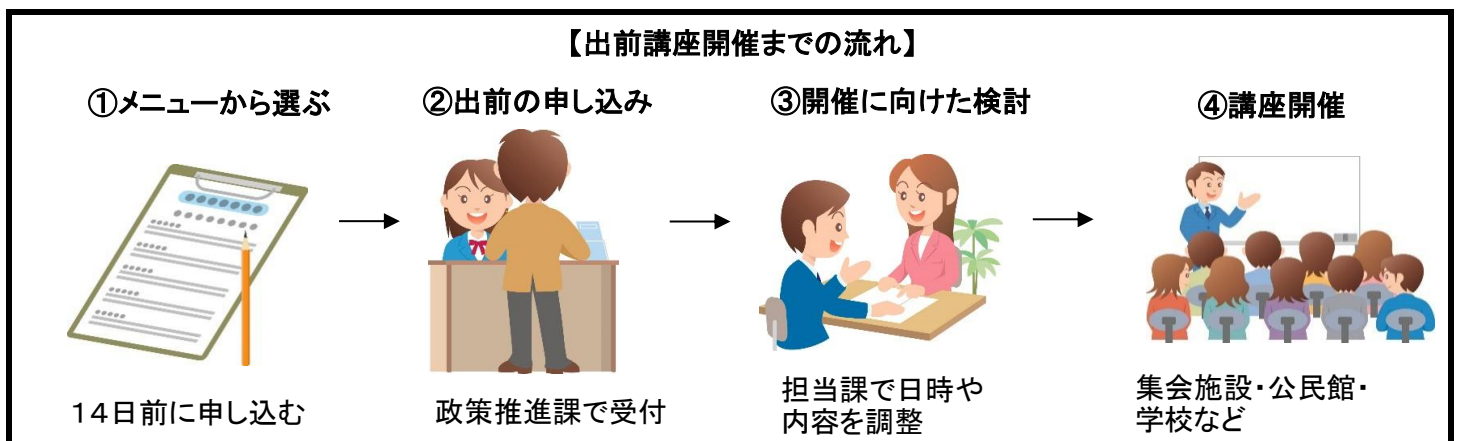 【出前講座開催までの流れ】
①メニューから選ぶ
②出前の申し込み
③開催に向けた検討
④講座開催
14日前に申し込む
政策推進課で受付
担当課で日時や
内容を調整
集会施設・公民館・
学校など